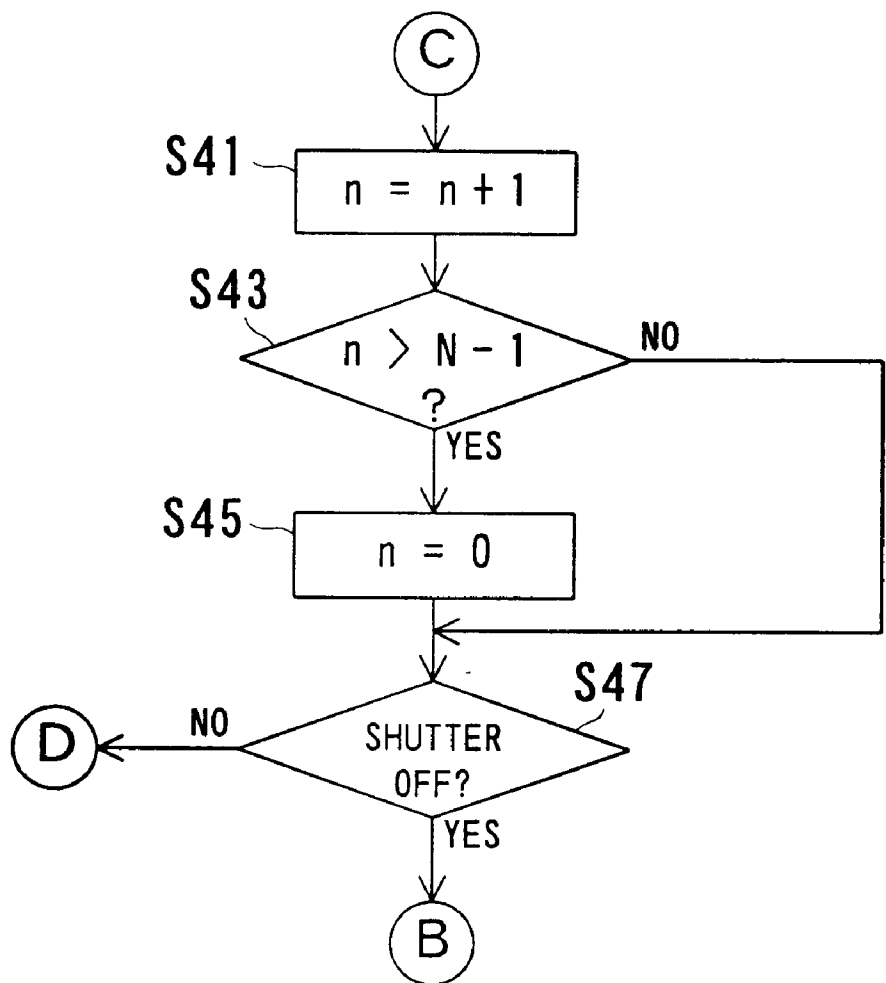 C
S41
n = n + 1
S43
n > N - 1
?
NO
YES
S45
n = 0
S47
SHUTTER
OFF?
NO
D
YES
B